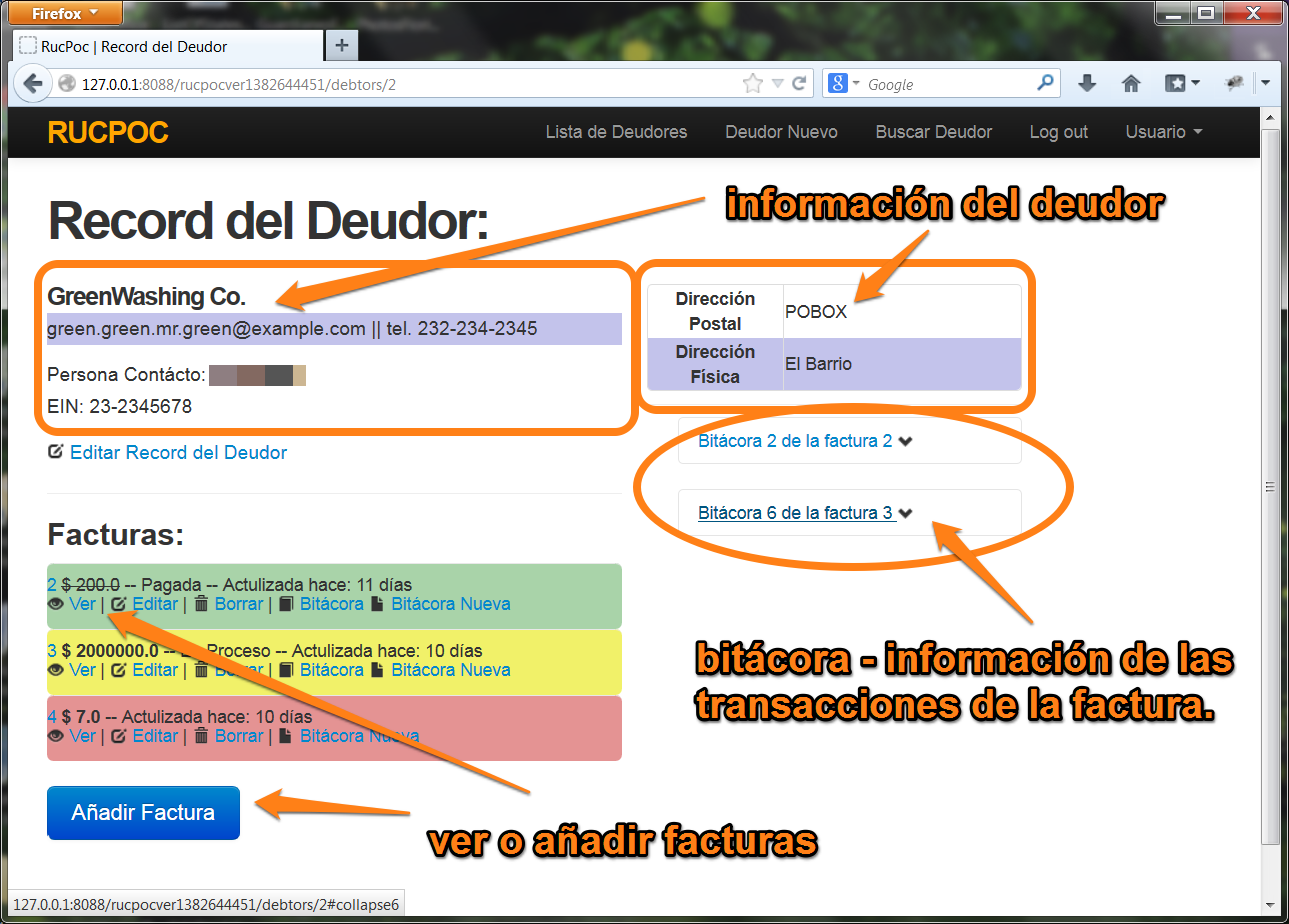 Firefox
RucPoc | Record del Deudor
127.0.0.1:8088/rucpocver1382644451/debtors/2
Google
RUCPOC
Lista de Deudores
Deudor Nuevo
Buscar Deudor
Log out
Usuario
Record del Deudor:
información del deudor
GreenWashing Co.
green.green.mr.green@example.com || tel. 232-234-2345
Persona Contácto:
EIN: 23-2345678
Dirección
Postal
POBOX
Dirección
Física
El Barrio
Editar Record del Deudor
Bitácora 2 de la factura 2
Bitácora 6 de la factura 3
Facturas:
2 $ 200.0 -- Pagada -- Actulizada hace: 11 días
Ver | Editar | Borrar | Bitácora Bitácora Nueva
3 $ 2000000.0 -- Proceso -- Actulizada hace: 10 días
Ver | Editar | Borrar | Bitácora Bitácora Nueva
4 $ 7.0 -- Actulizada hace: 10 días
Ver | Editar | Borrar | Bitácora Nueva
bitácora - información de las
transacciones de la factura.
Añadir Factura
ver o añadir facturas
127.0.0.1:8088/rucpocver1382644451/debtors/2#collapse6